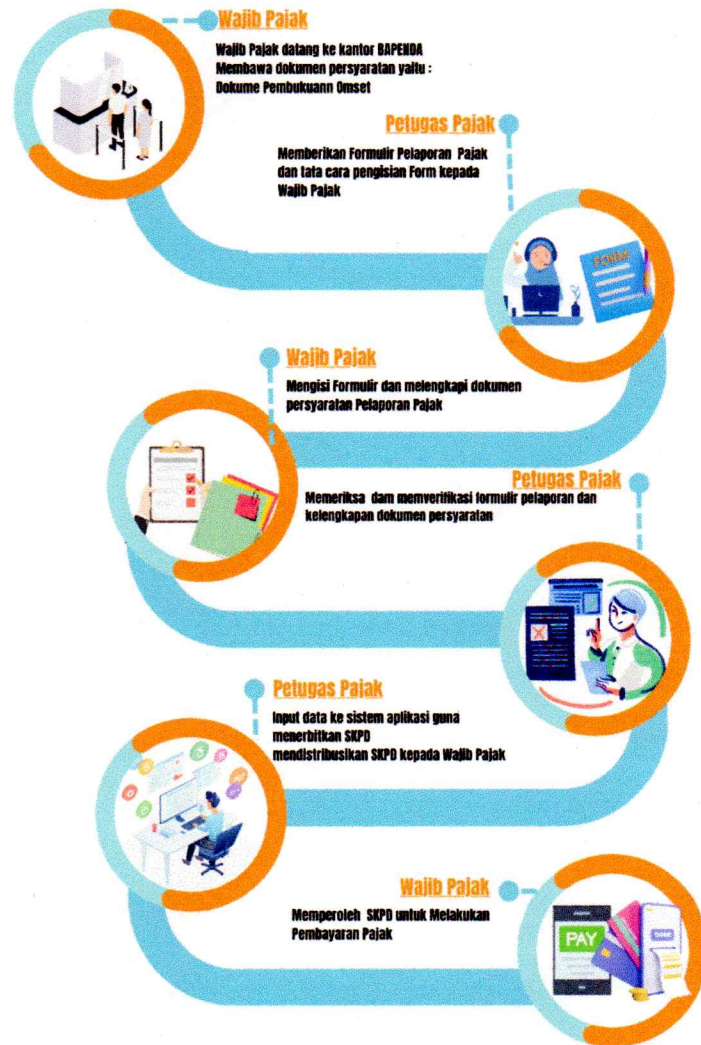 Wajib Pajak
Wajib Pajak datang ke kantor BAPENDA
Membawa dokumen persyaratan yaitu :
Dokume Pembukuann Omset
Petugas Pajak
Memberikan Formulir Pelaporan Pajak
dan tata cara pengisian Form kepada
Wajib Pajak
FORM
Wajib Pajak
Mengisi Formulir dan melengkapi dokumen
persyaratan Pelaporan Pajak
Petugas Pajak
Memeriksa dam memverifikasi formulir pelaporan dan
kelengkapan dokumen persyaratan
Petugas Pajak
Input data ke sistem aplikasi guna
menerbitkan SKPD
mendistribusikan SKPD kepada Wajib Pajak
Wajib Pajak
Memperoleh SKPD untuk Melakukan
Pembayaran Pajak
PAY